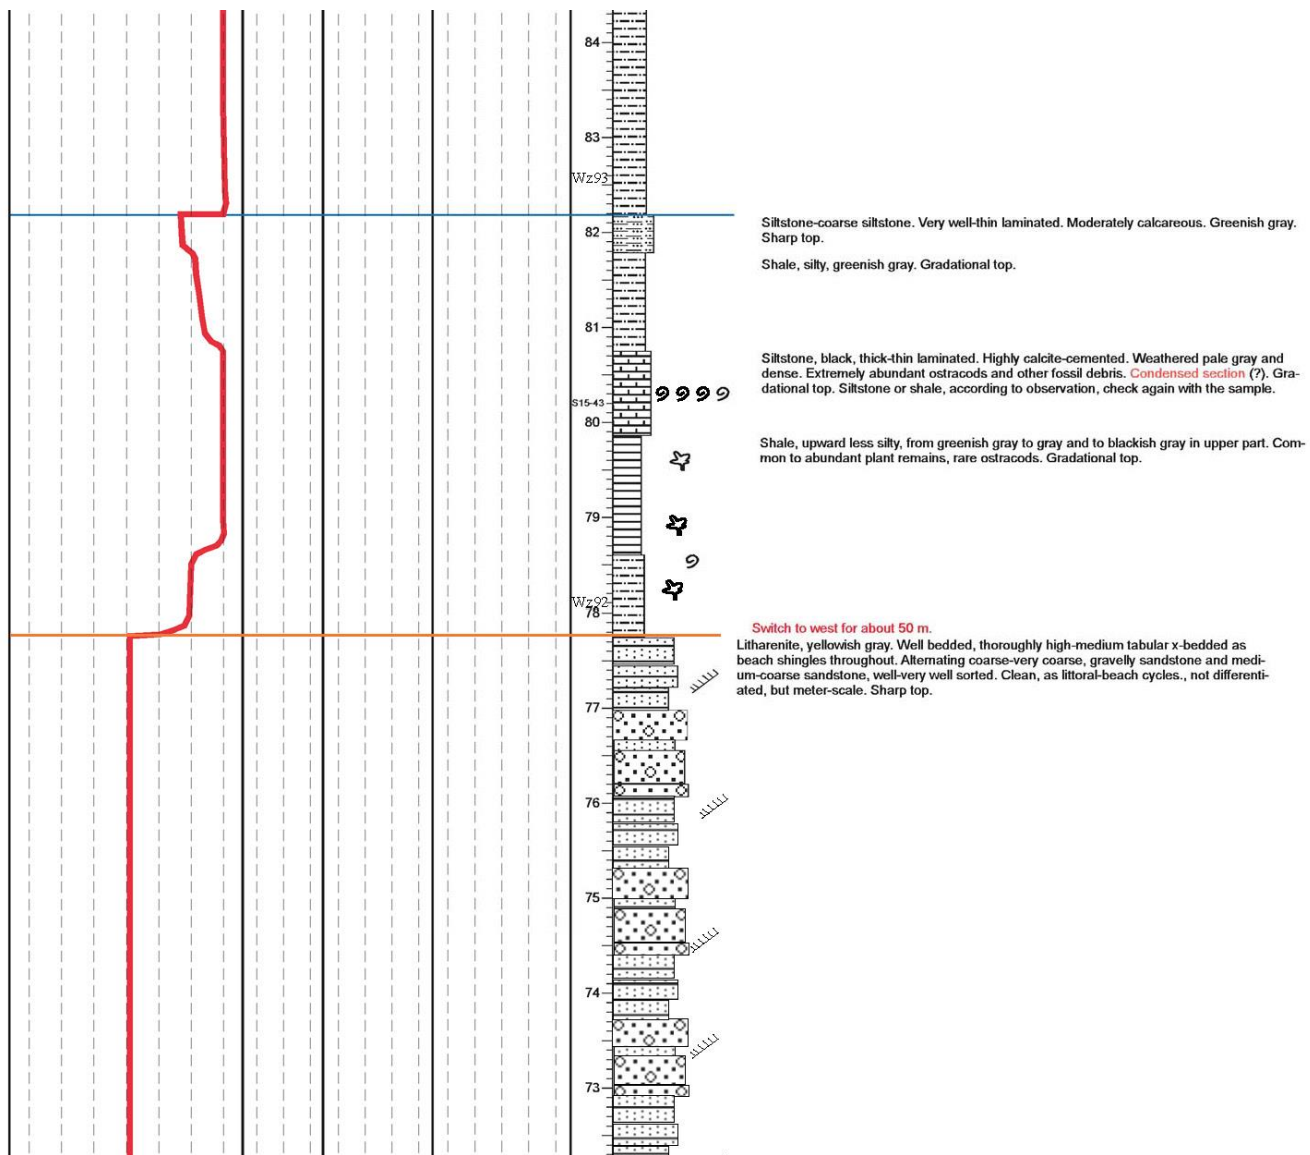 84
83
Wz93
82
Siltstone-coarse siltstone. Very well-thin laminated. Moderately calcareous. Greenish gray.
Sharp top.
Shale, silty, greenish gray. Gradational top.
81
Siltstone, black, thick-thin laminated. Highly calcite-cemented. Weathered pale gray and
dense. Extremely abundant ostracods and other fossil debris. Condensed section (?). Gra-
dational top. Siltstone or shale, according to observation, check again with the sample.
S15-43
80
Shale, upward less silty, from greenish gray to gray and to blackish gray in upper part. Com-
mon to abundant plant remains, rare ostracods. Gradational top.
79
Wz92
78
Switch to west for about 50 m.
Litharenite, yellowish gray. Well bedded, thoroughly high-medium tabular x-bedded as
beach shingles throughout. Alternating coarse-very coarse, gravelly sandstone and medi-
um-coarse sandstone, well-very well sorted. Clean, as littoral-beach cycles., not differenti-
ated, but meter-scale. Sharp top.
77
76
75
74
73